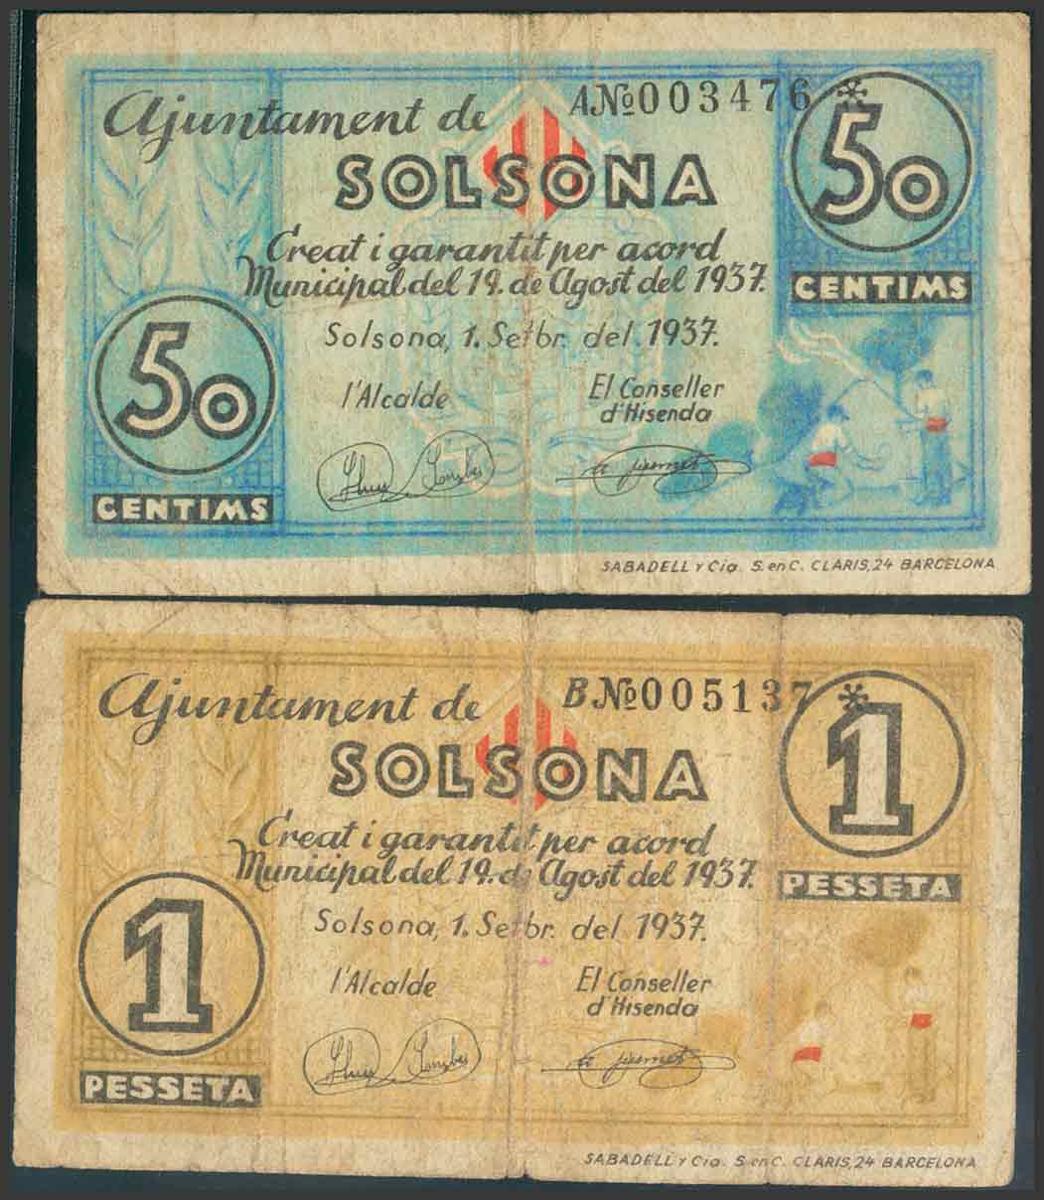 Ajuntament de
A.Nº003476*
SOLSONA
50
CENTIMS
Creat i garantit per acord
Municipal del 19. de Agost del 1937.
Solsona, 1. Setbr. del 1937.
l'Alcalde
El Conseller
d'Hisenda
50
CENTIMS
SABADELL y Cia. S. en C. CLARIS, 24 BARCELONA
Ajuntament de
B.Nº005137*
SOLSONA
1
PESSETA
Creat i garantit per acord
Municipal del 19. de Agost del 1937.
Solsona, 1. Setbr. del 1937.
l'Alcalde
El Conseller
d'Hisenda
1
PESSETA
SABADELL y Cia. S. en C. CLARIS, 24 BARCELONA